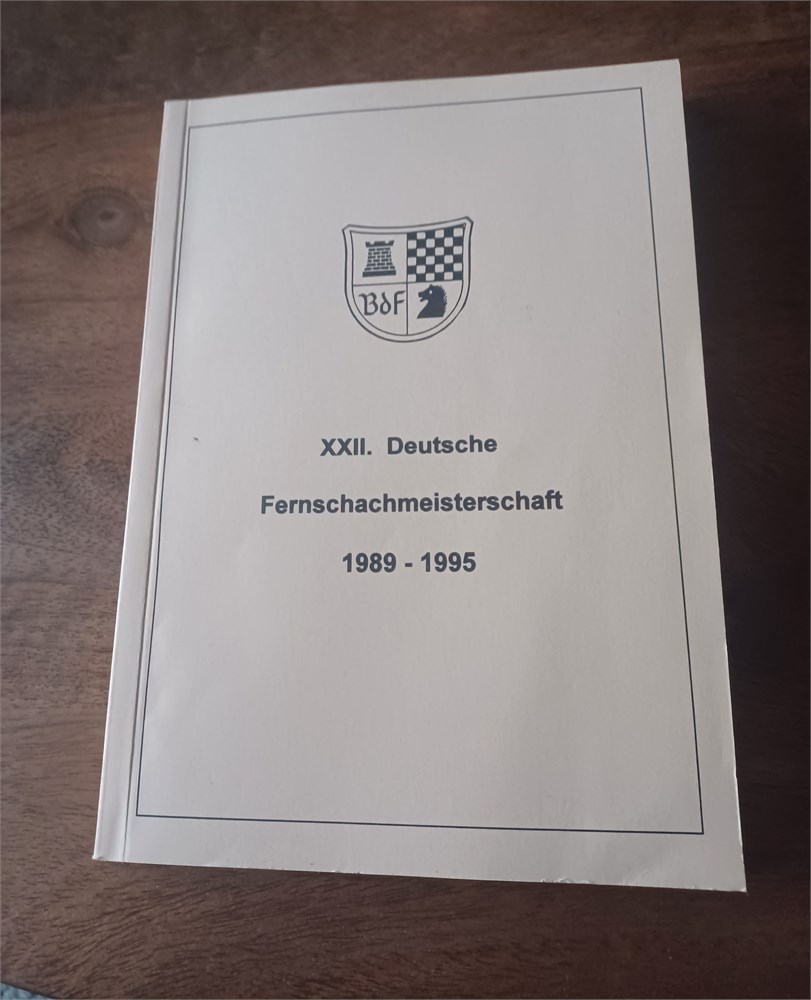 BdF
XXII. Deutsche
Fernschachmeisterschaft
1989 - 1995